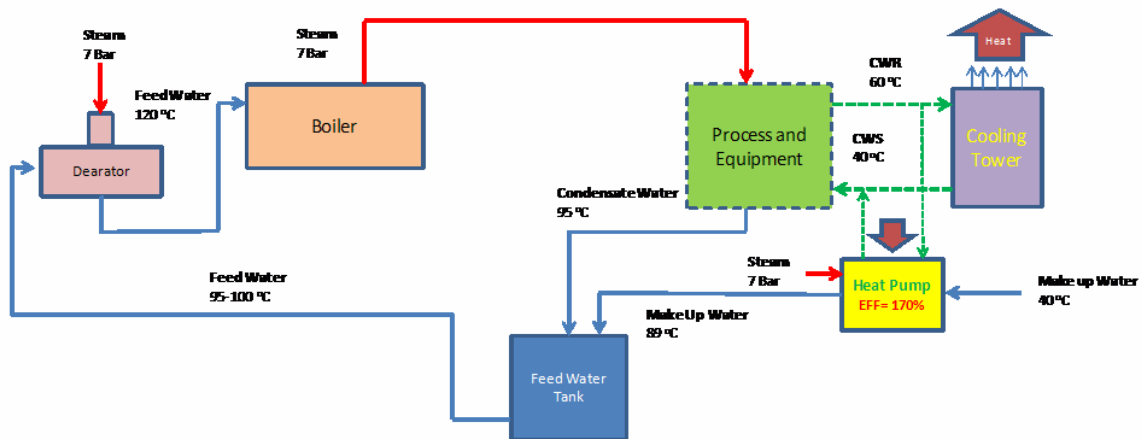 Steam
7 Bar
Feed Water
120 °C
Dearator
Boiler
Steam
7 Bar
Process and
Equipment
CWR
60 °C
CWS
40 °C
Heat
Cooling
Tower
Condensate Water
95 °C
Feed Water
95-100 °C
Steam
7 Bar
Heat Pump
EFF= 170%
Make up Water
40 °C
Make Up Water
89 °C
Feed Water
Tank